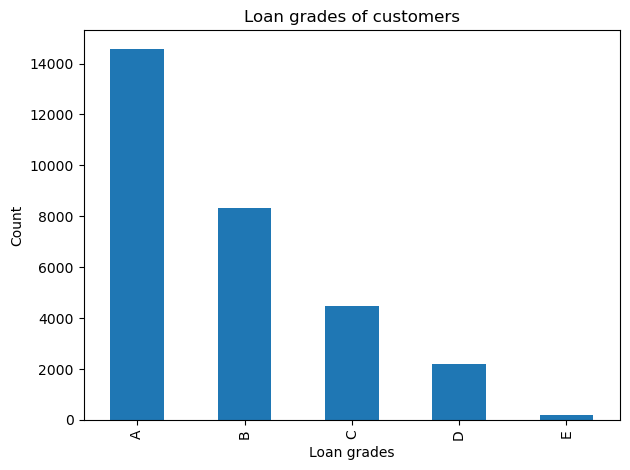 Loan grades of customers
14000
12000
10000
8000
6000
4000
2000
0
Count
A
B
C
D
E
Loan grades